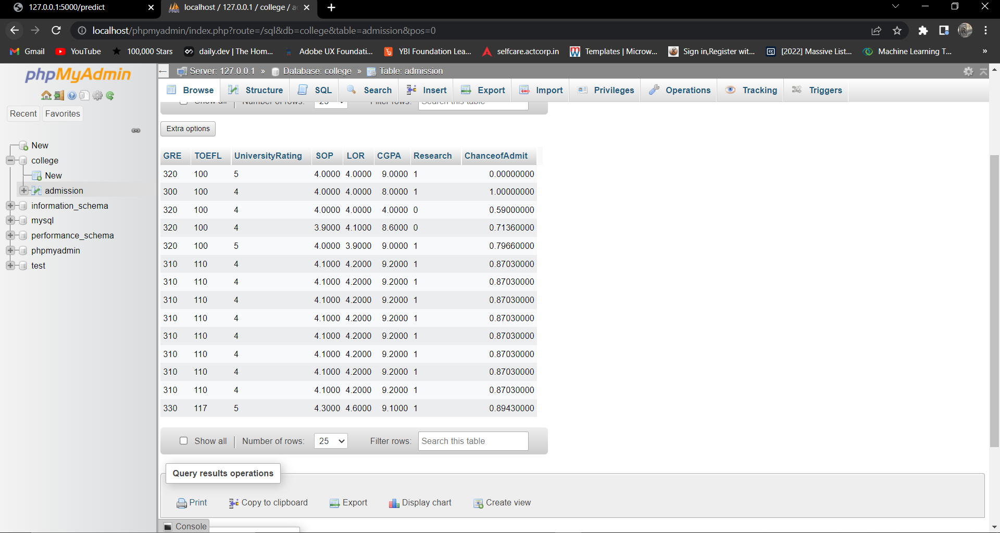 127.0.0.1:5000/predict
localhost / 127.0.0.1 / college / a
localhost/phpmyadmin/index.php?route=/sql&db=college&table=admission&pos=0
Gmail YouTube 100,000 Stars daily.dev | The Hom... Adobe UX Foundati... YBI Foundation Lea... selfcare.actcorp.in Templates | Microw... Sign in,Register wit... [2022] Massive List... Machine Learning T... »
phpMyAdmin
Recent Favorites
New
college
New
admission
information_schema
mysql
performance_schema
phpmyadmin
test
Server: 127.0.0.1 » Database: college » Table: admission
Browse Structure SQL Search Insert Export Import Privileges Operations Tracking Triggers
Show all Number of rows: 25 Filter rows: Search this table
Extra options
GRE TOEFL UniversityRating SOP LOR CGPA Research ChanceofAdmit
320 100 5 4.0000 4.0000 9.0000 1 0.00000000
300 100 4 4.0000 4.0000 8.0000 1 1.00000000
320 100 4 4.0000 4.0000 4.0000 0 0.59000000
320 100 4 3.9000 4.1000 8.6000 0 0.71360000
320 100 5 4.0000 3.9000 9.0000 1 0.79660000
310 110 4 4.1000 4.2000 9.2000 1 0.87030000
310 110 4 4.1000 4.2000 9.2000 1 0.87030000
310 110 4 4.1000 4.2000 9.2000 1 0.87030000
310 110 4 4.1000 4.2000 9.2000 1 0.87030000
310 110 4 4.1000 4.2000 9.2000 1 0.87030000
310 110 4 4.1000 4.2000 9.2000 1 0.87030000
310 110 4 4.1000 4.2000 9.2000 1 0.87030000
310 110 4 4.1000 4.2000 9.2000 1 0.87030000
330 117 5 4.3000 4.6000 9.1000 1 0.89430000
Show all Number of rows: 25 Filter rows: Search this table
Query results operations
Print Copy to clipboard Export Display chart Create view
Console